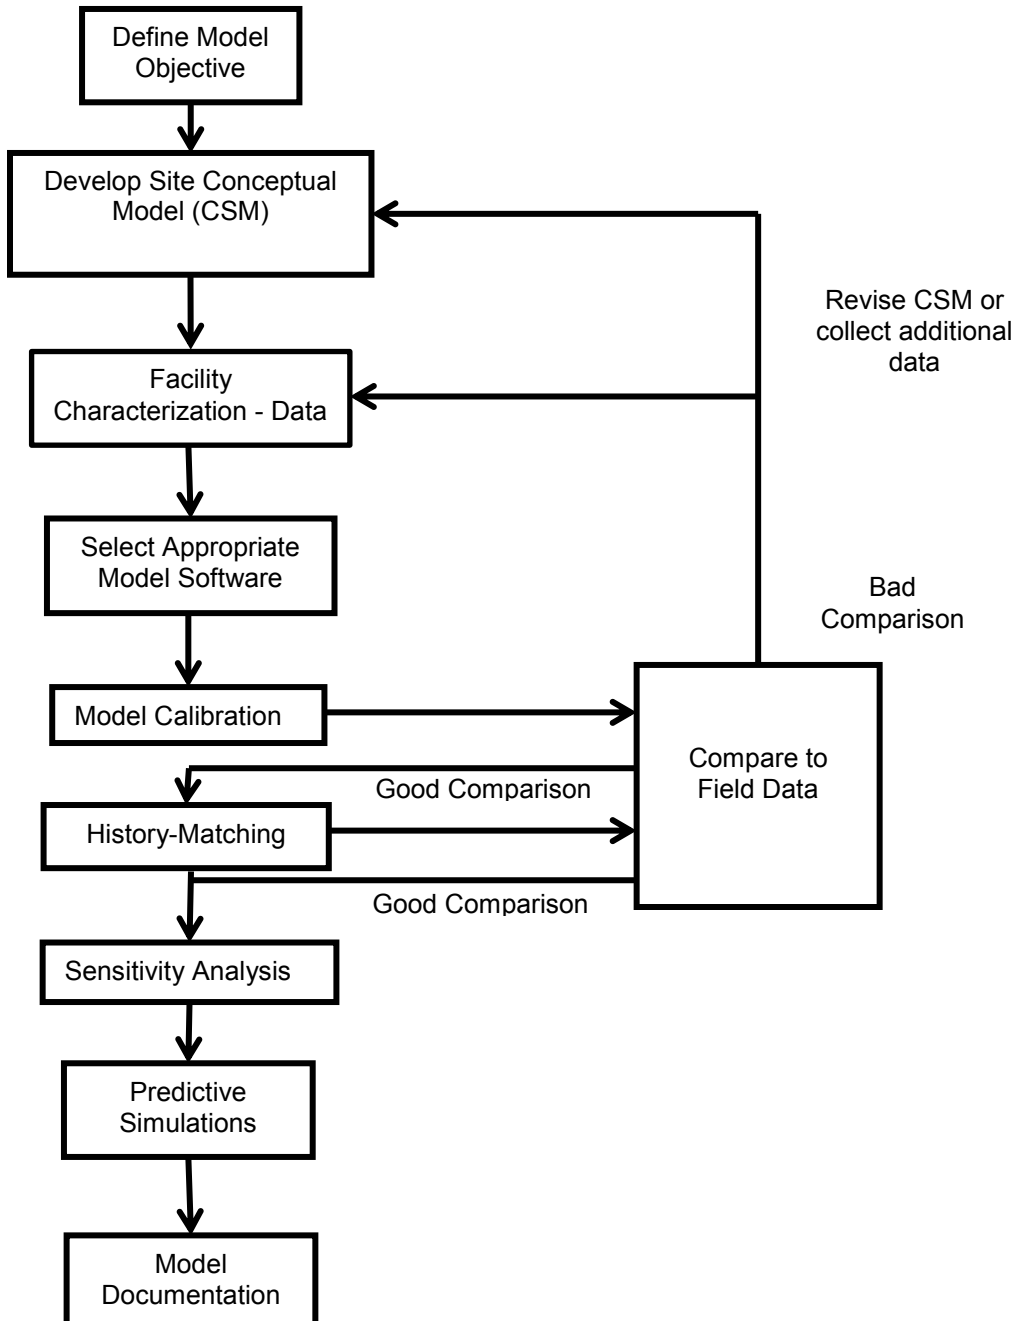 Define Model
Objective
Develop Site Conceptual
Model (CSM)
Revise CSM or
collect additional
data
Facility
Characterization - Data
Select Appropriate
Model Software
Bad
Comparison
Model Calibration
Compare to
Field Data
Good Comparison
History-Matching
Good Comparison
Sensitivity Analysis
Predictive
Simulations
Model
Documentation